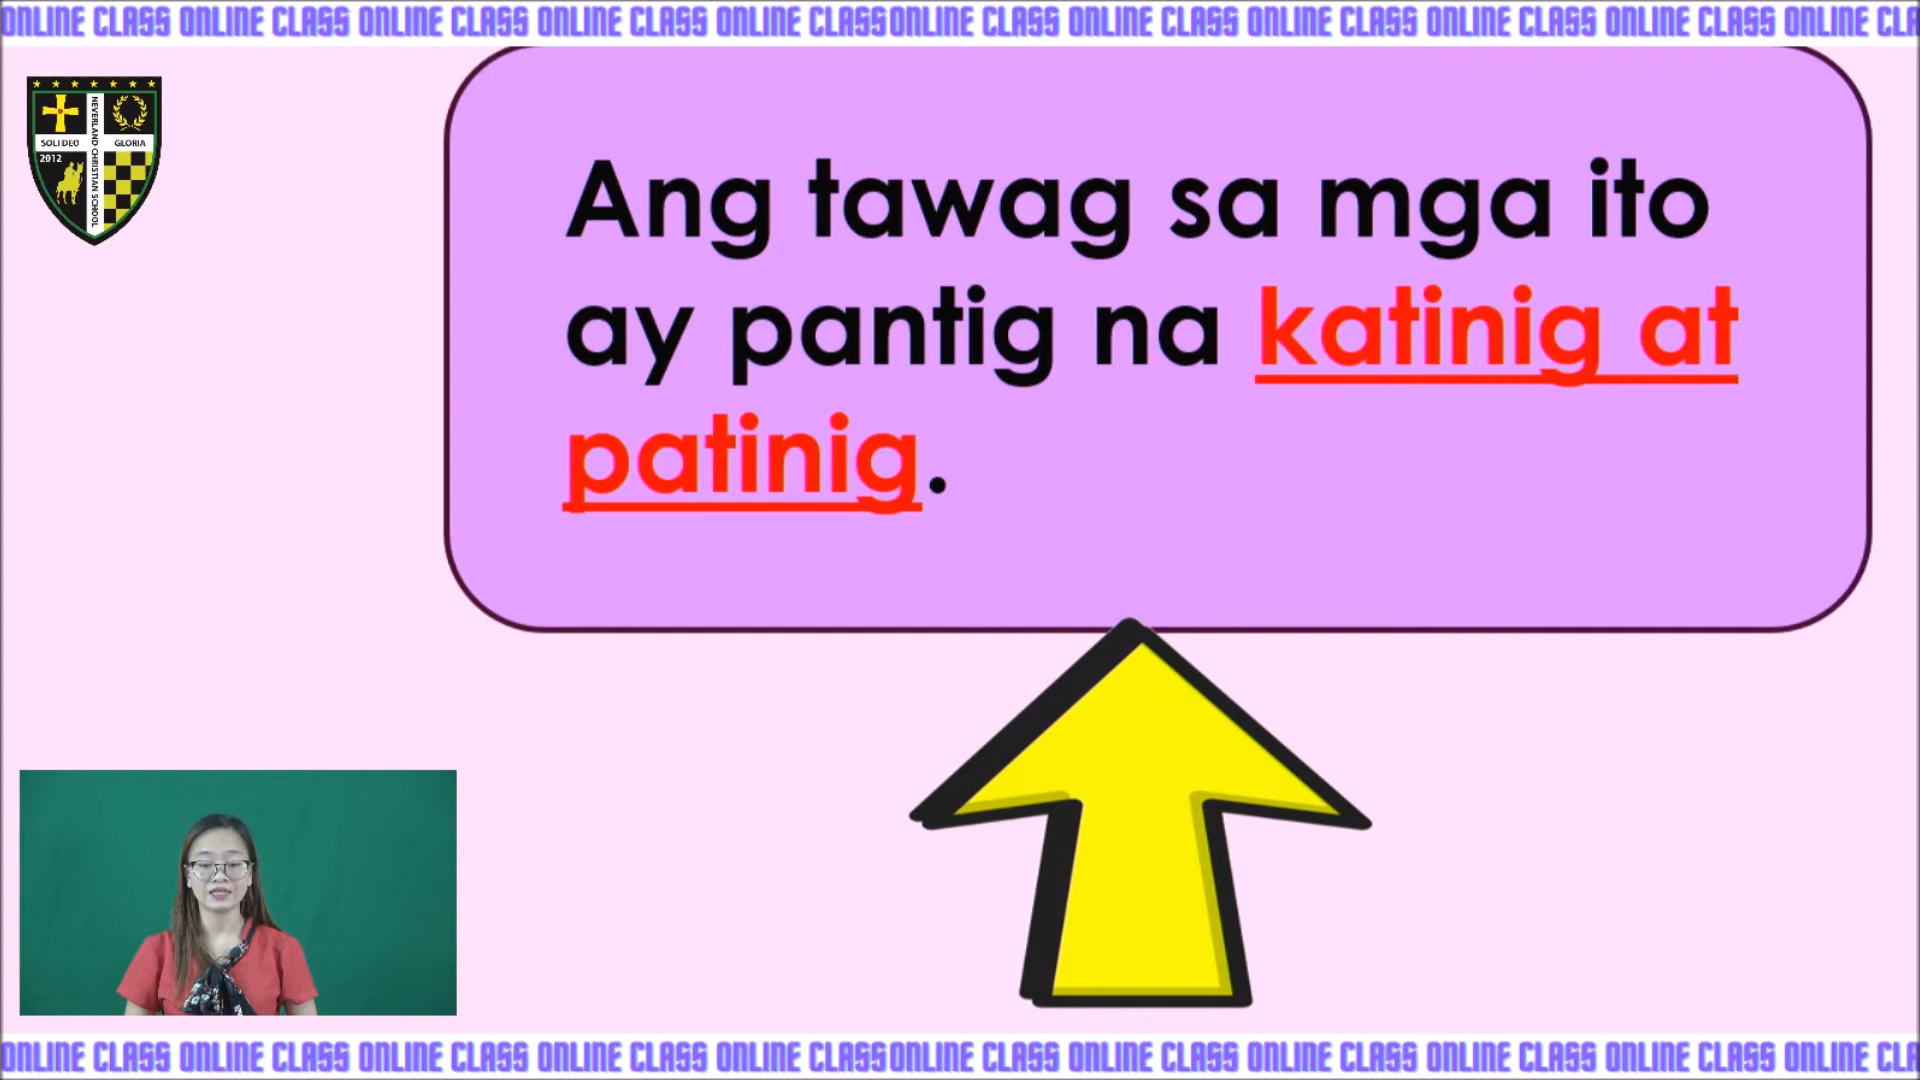 ONLINE CLASS ONLINE CLASS ONLINE CLASS ONLINE CLASS ONLINE CLASS ONLINE CLASS ONLINE CLASS ONLINE CLASS ONLINE CLASS ONLINE CLASS ONLINE CLA
SOLI DEO GLORIA
2012
NEVERLAND CHRISTIAN SCHOOL
Ang tawag sa mga ito
ay pantig na katinig at
patinig.
ONLINE CLASS ONLINE CLASS ONLINE CLASS ONLINE CLASS ONLINE CLASS ONLINE CLASS ONLINE CLASS ONLINE CLASS ONLINE CLASS ONLINE CLASS ONLINE CLA